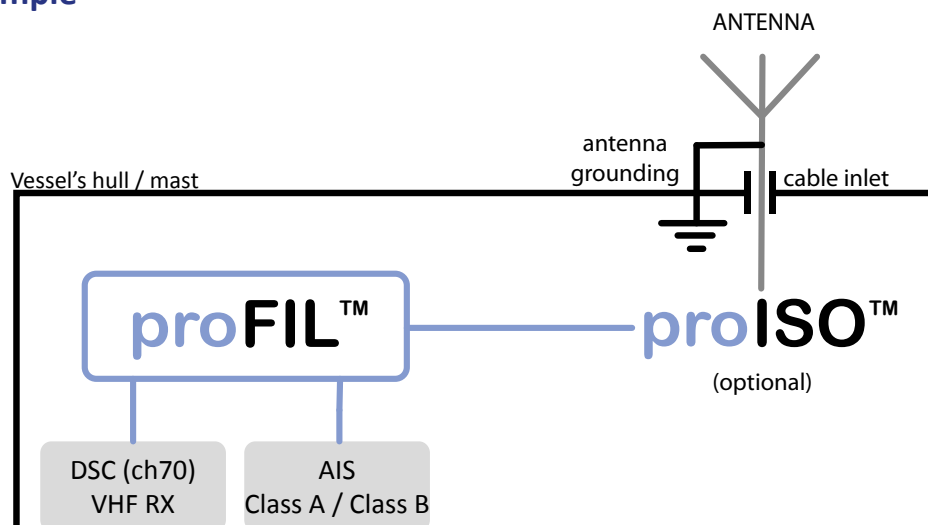 ANTENNA
antenna
grounding
Vessel's hull / mast
cable inlet
proFIL™
proISO™
(optional)
DSC (ch70)
VHF RX
AIS
Class A / Class B